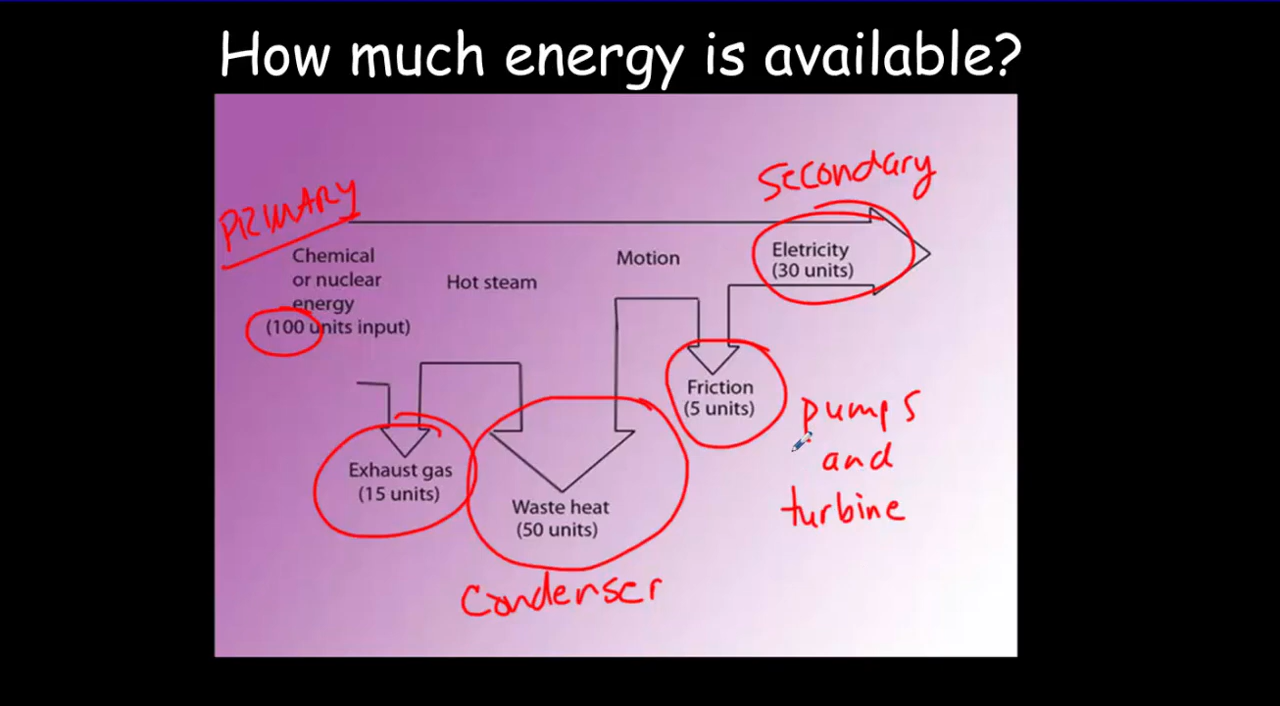 How much energy is available?
Secondary
PRIMARY
Chemical
or nuclear
energy
(100 units input)
Hot steam
Motion
Eletricity
(30 units)
Friction
(5 units)
pumps
and
turbine
Exhaust gas
(15 units)
Waste heat
(50 units)
Condenser